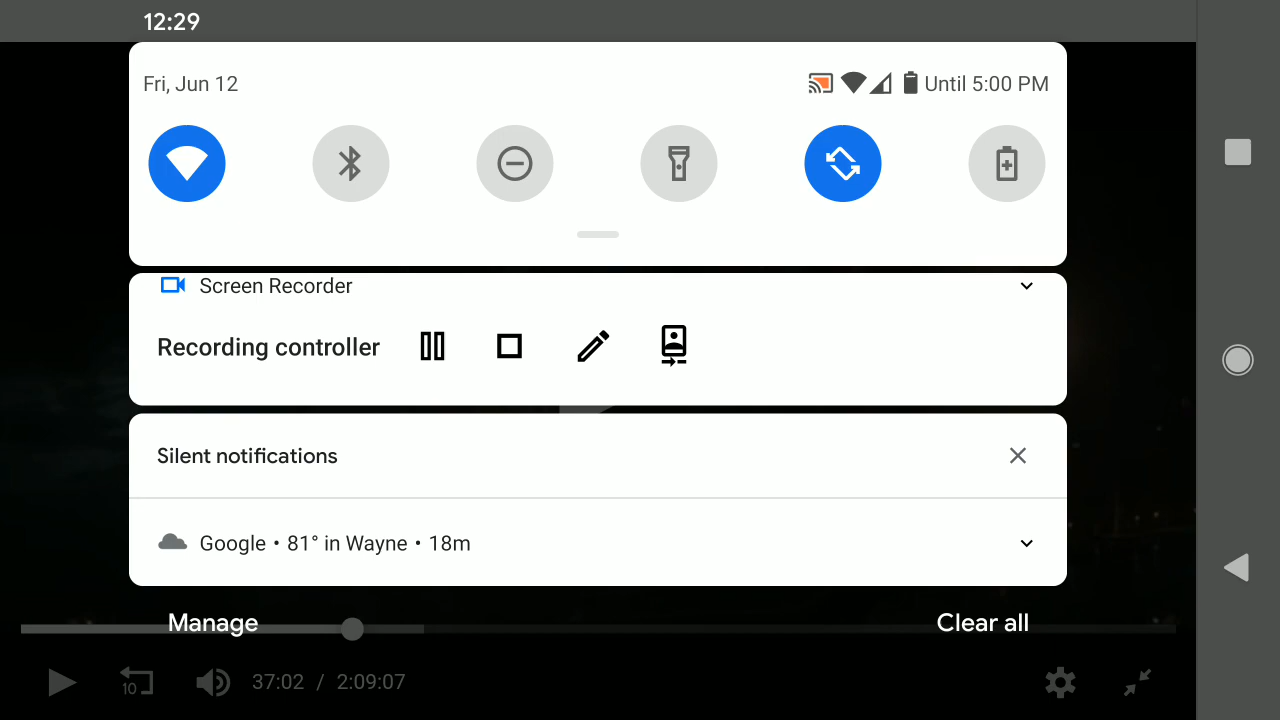 12:29
Fri, Jun 12
Until 5:00 PM
Screen Recorder
Recording controller
Silent notifications
Google • 81° in Wayne • 18m
Manage
Clear all
10
37:02 / 2:09:07